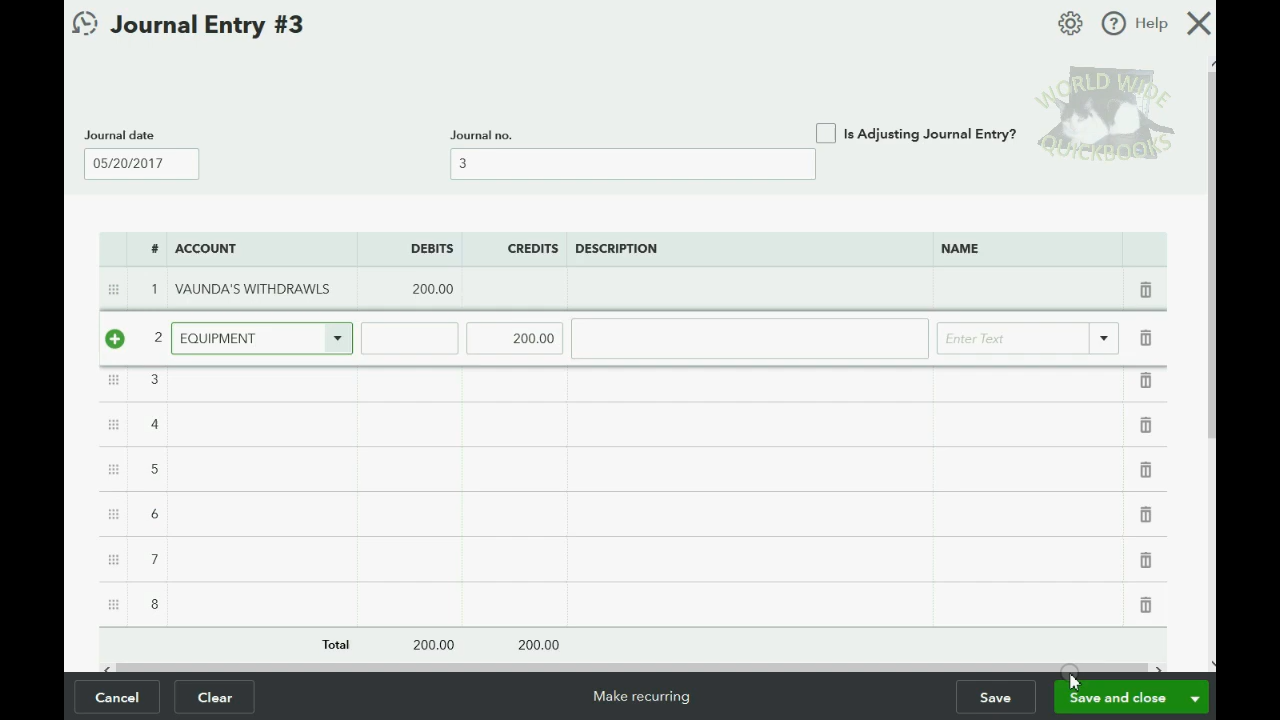 Journal Entry #3
Help
WORLD WIDE
QUICKBOOKS
Journal date
Journal no.
Is Adjusting Journal Entry?
05/20/2017
3
# ACCOUNT DEBITS CREDITS DESCRIPTION NAME
1 VAUNDA'S WITHDRAWLS 200.00
2 EQUIPMENT 200.00 Enter Text
3
4
5
6
7
8
Total 200.00 200.00
Cancel Clear Make recurring Save Save and close